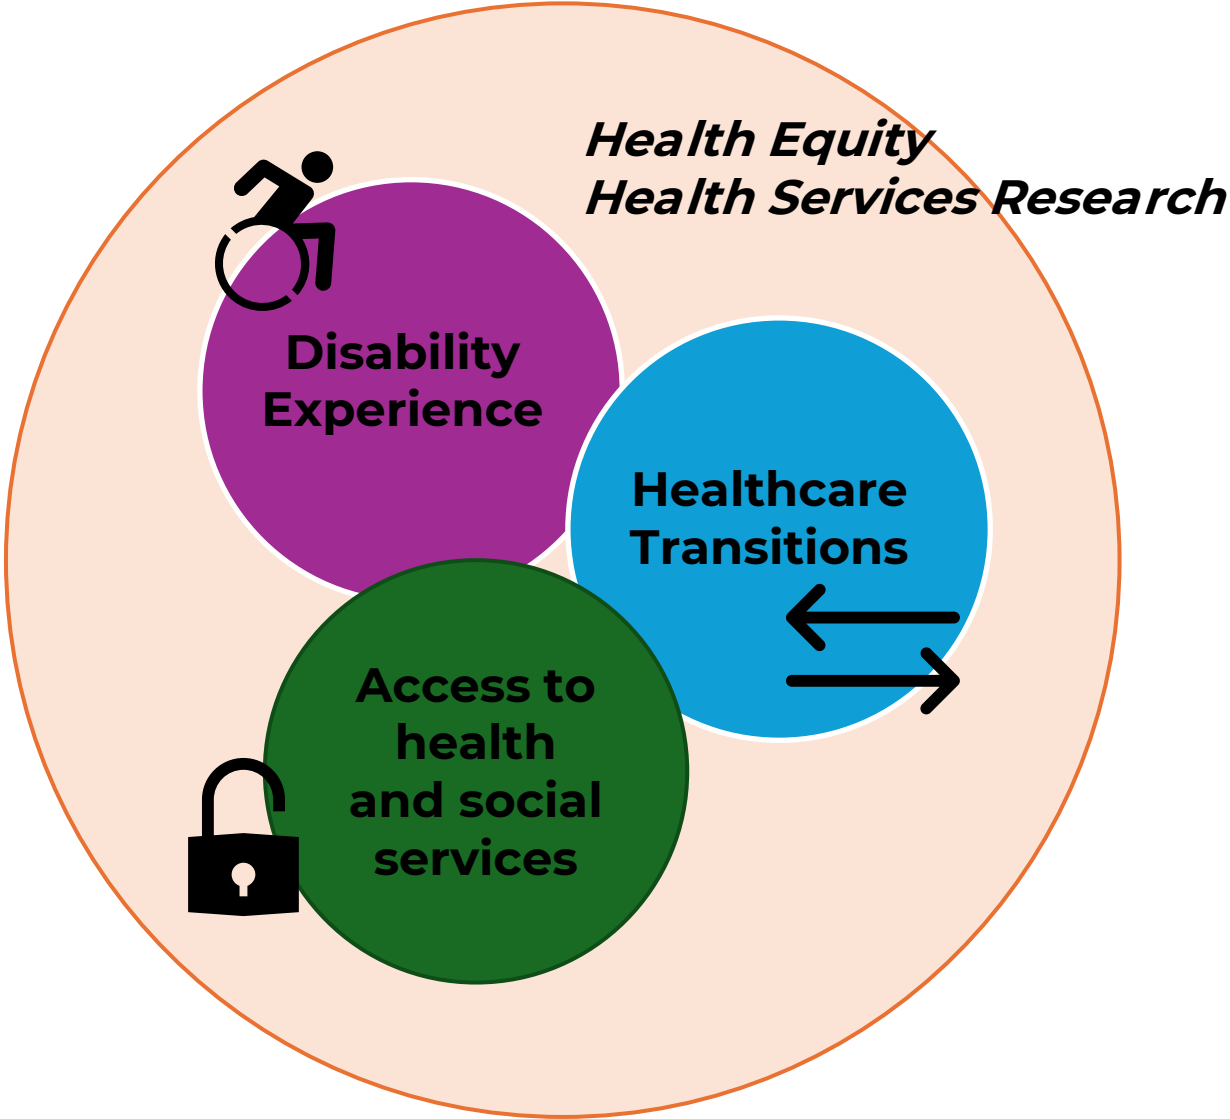 Health Equity
Health Services Research
Disability
Experience
Healthcare
Transitions
Access to
health
and social
services